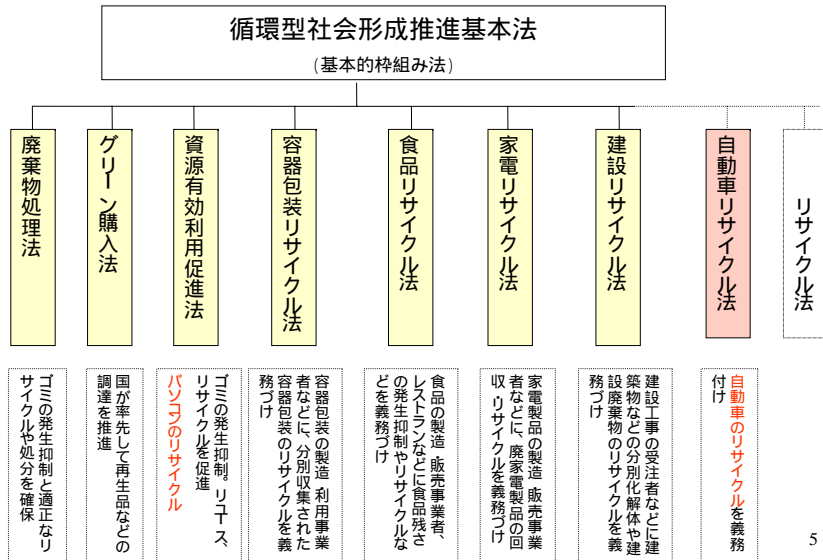 循環型社会形成推進基本法
(基本的枠組み法)
廃棄物処理法
グリーン購入法
資源有効利用促進法
容器包装リサイクル法
食品リサイクル法
家電リサイクル法
建設リサイクル法
自動車リサイクル法
リサイクル法
ゴミの発生抑制と適正なリ
サイクルや処分を確保
国が率先して再生品などの
調達を推進
ゴミの発生抑制。リユース、
リサイクルを促進
パソコンのリサイクル
容器包装の製造 利用事業
者などに、分別収集された
容器包装のリサイクルを義
務づけ
食品の製造 販売事業者、
レストランなどに食品残さ
の発生抑制やリサイクルな
どを義務づけ
家電製品の製造 販売事業
者などに、廃家電製品の回
収 リサイクルを義務づけ
建設工事の受注者などに建
築物などの分別化解体や建
設廃棄物のリサイクルを義
務づけ
自動車のリサイクルを義務
付け
5